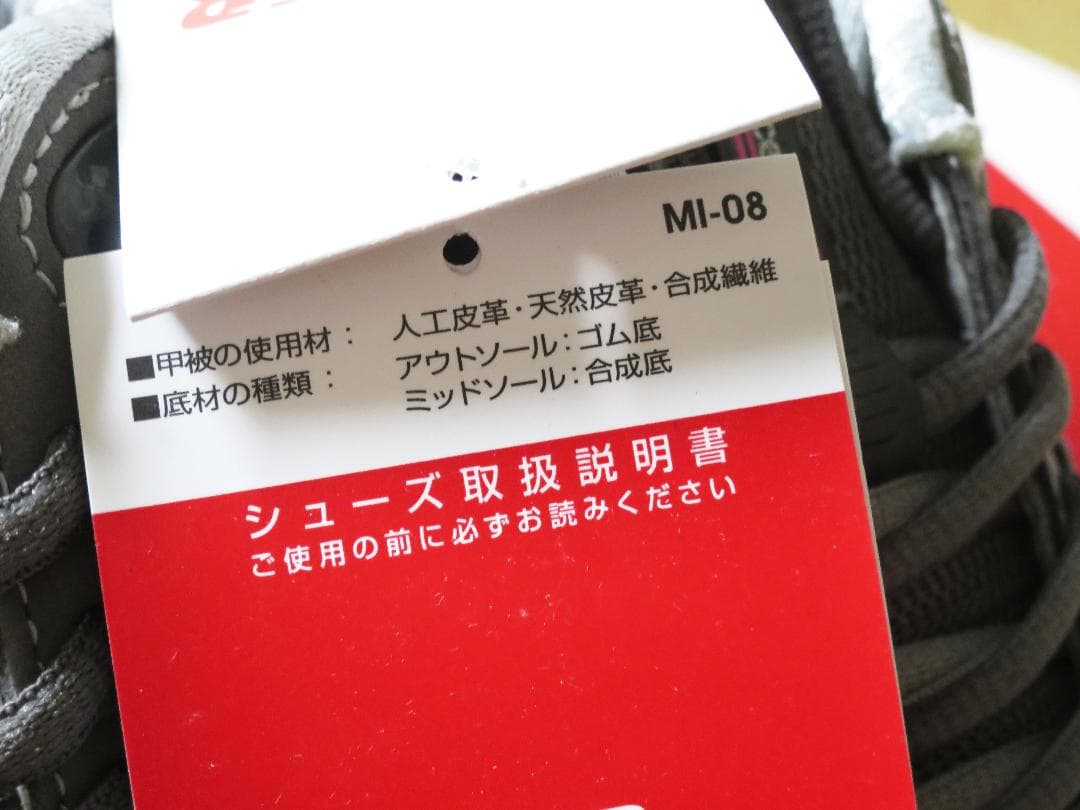 MI-08
■甲被の使用材： 人工皮革・天然皮革・合成繊維
■底材の種類： アウトソール：ゴム底
ミッドソール：合成底
シューズ取扱説明書
ご使用の前に必ずお読みください